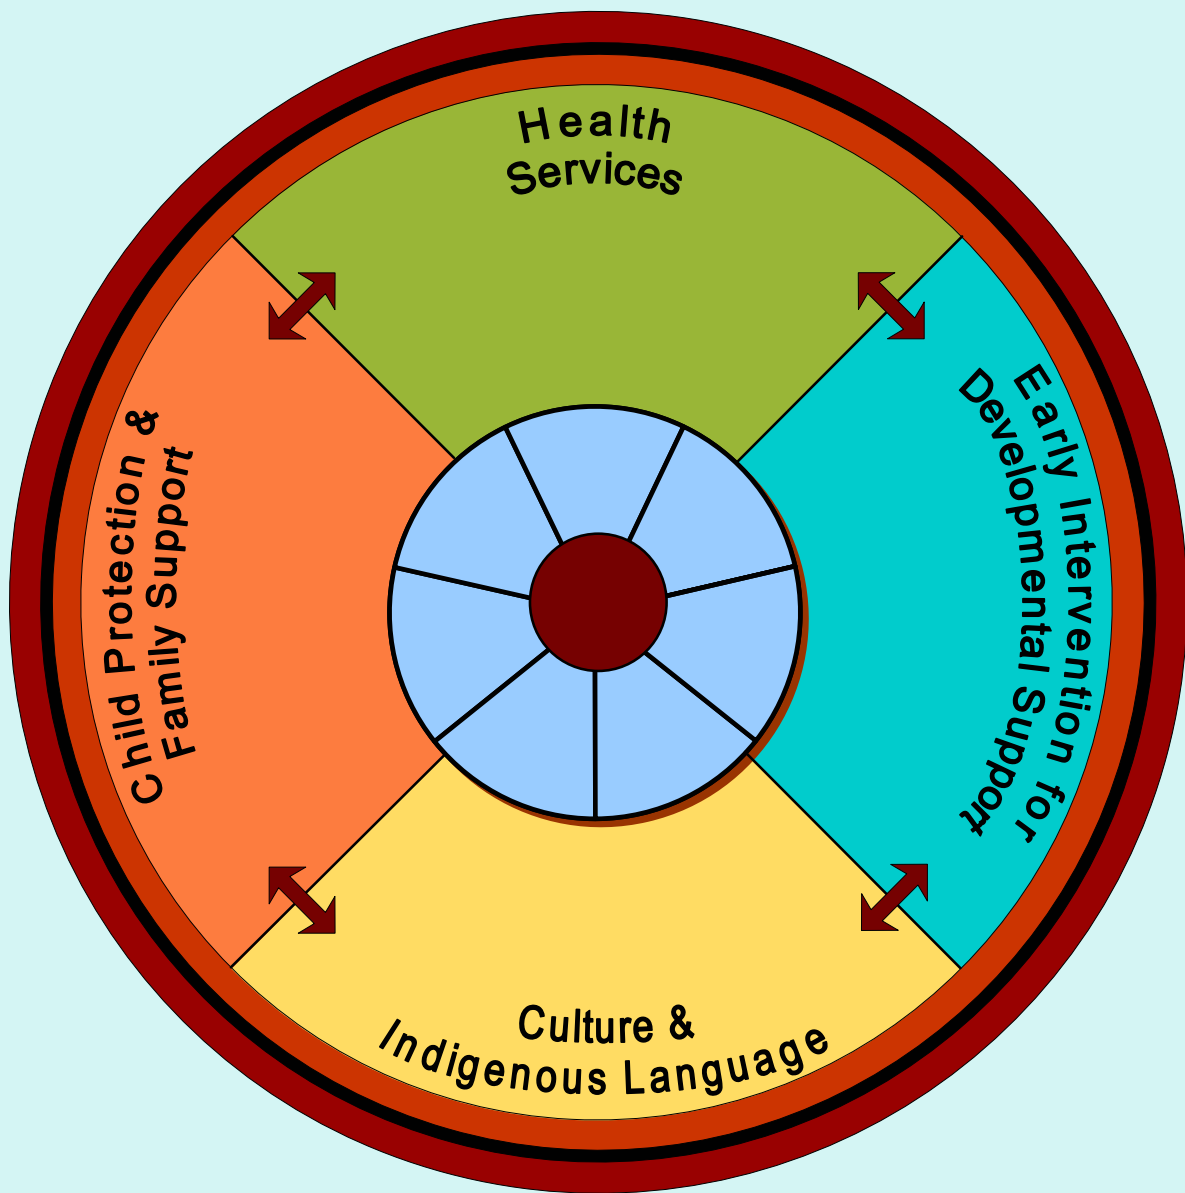 Health
Services
Early Intervention for
Developmental Support
Culture &
Indigenous Language
Child Protection &
Family Support